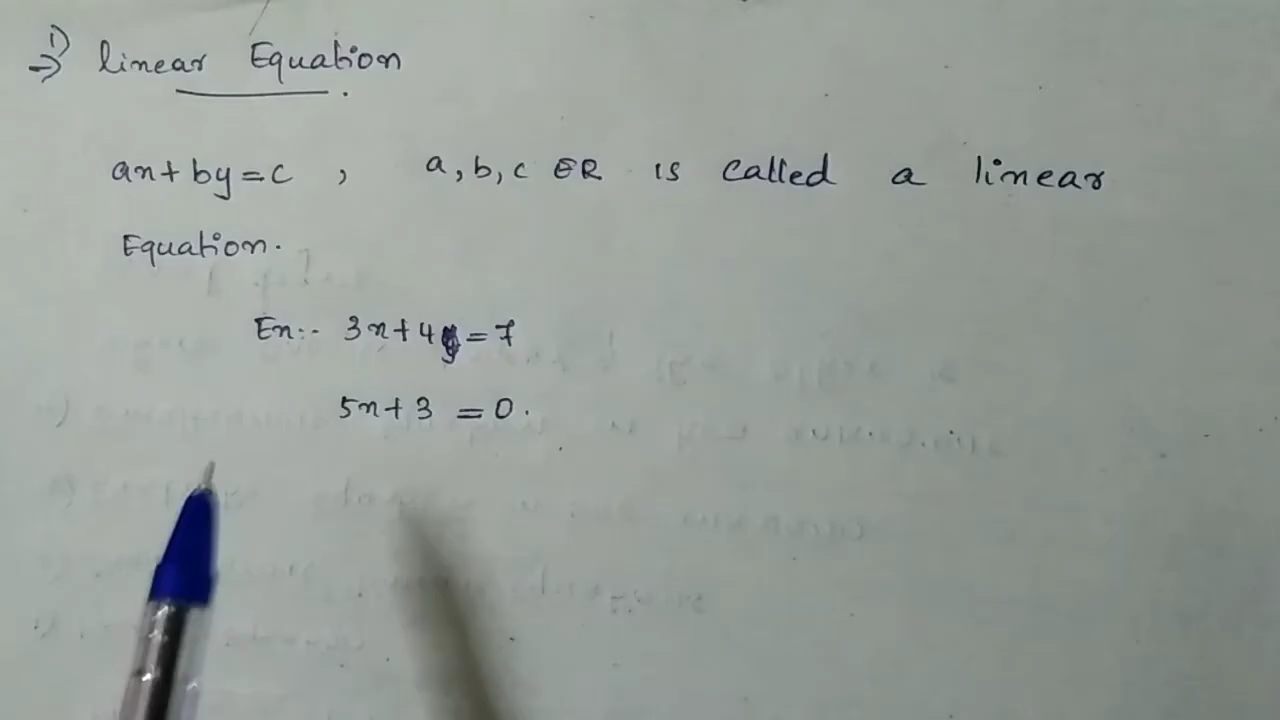 ⇒ 1) linear Equation.
ax+by=c , a,b,c ∈R is called a linear
Equation.
Ex:- 3x+4y=7
5x+3 =0.